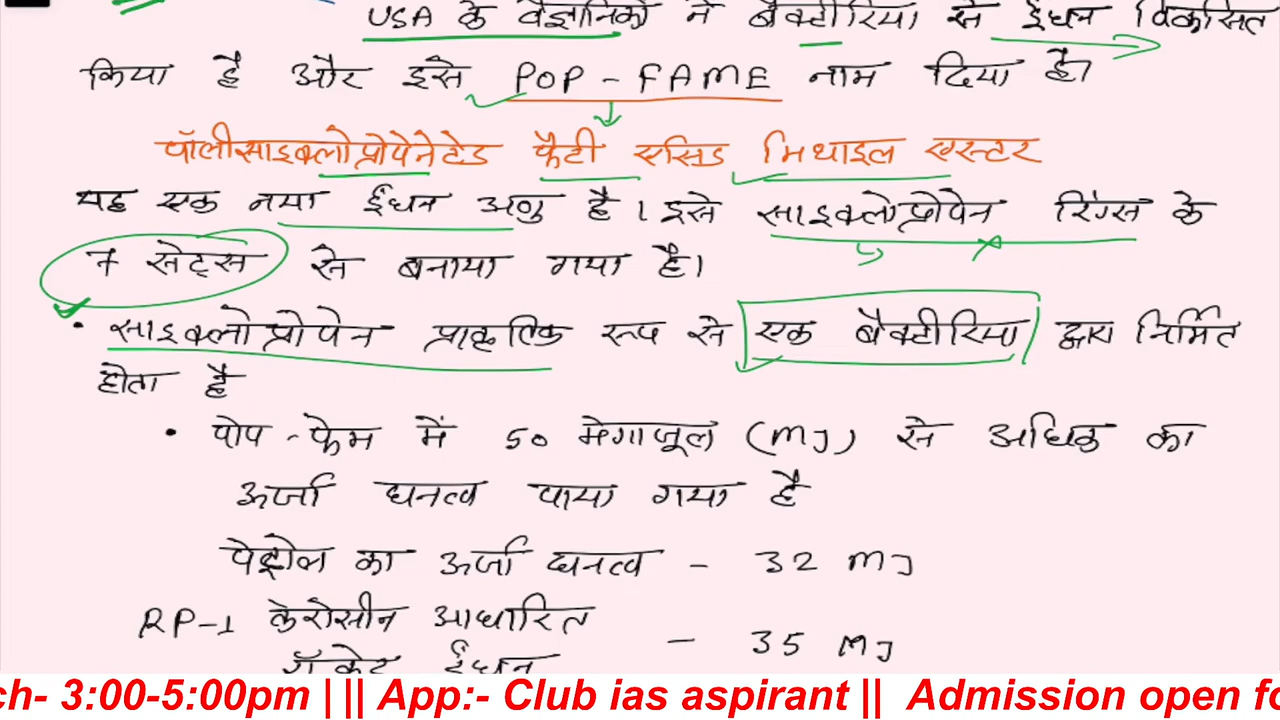 USA के वैज्ञानिकों ने बैक्टीरिया से ईंधन विकसित
किया है और इसे POP - FAME नाम दिया है।
पॉलीसाइक्लोप्रोपेनेटेड फैटी एसिड मिथाइल एस्टर
यह एक नया ईंधन अणु है। इसे साइक्लोप्रोपेन रिंग्स के
7 सेट्स से बनाया गया है।
• साइक्लोप्रोपेन प्राकृतिक रूप से एक बैक्टीरिया द्वारा निर्मित
होता है
• पोप - फेम में 50 मेगाजूल (MJ) से अधिक का
ऊर्जा घनत्व पाया गया है
पेट्रोल का ऊर्जा घनत्व - 32 MJ
RP-1 केरोसीन आधारित
रॉकेट ईंधन - 35 MJ
ch- 3:00-5:00pm | || App:- Club ias aspirant || Admission open fo